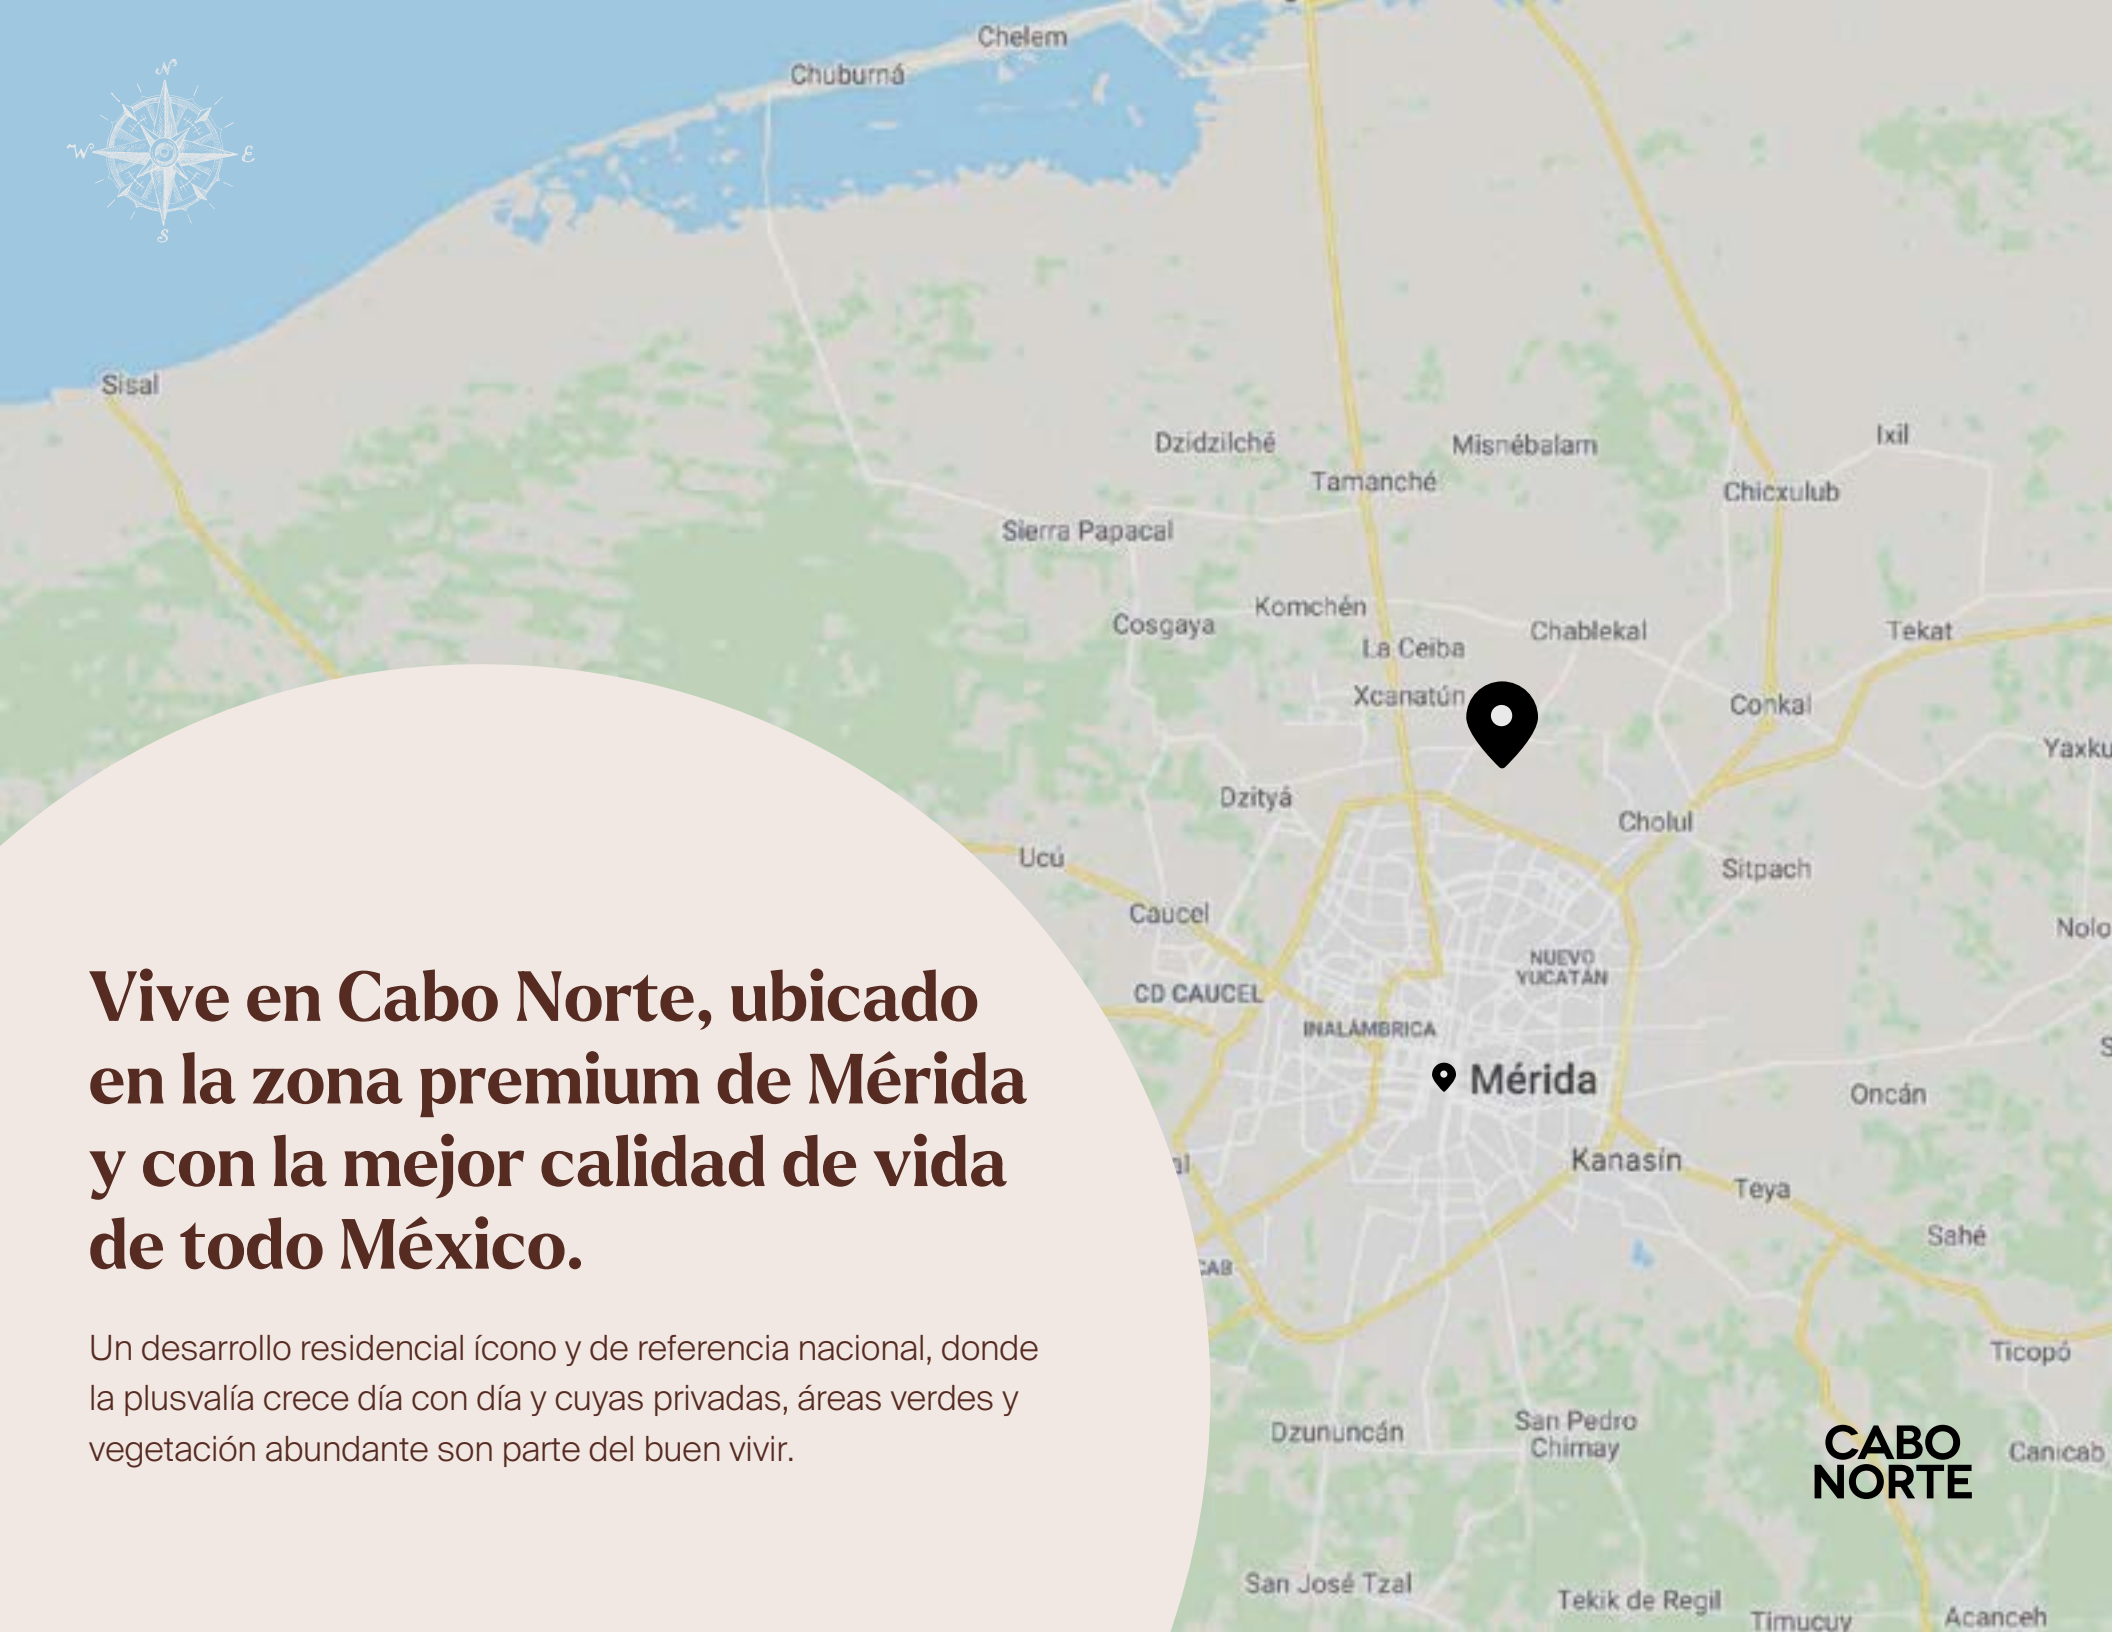 Chelem
Chuburná
N
W
E
S
Sisal
Ixil
Dzidzilché
Misnébalam
Tamanché
Chicxulub
Sierra Papacal
Komchén
Cosgaya
Chablekal
Tekat
La Ceiba
Xcanatún
Conkal
Yaxku
Dzityá
Cholul
Ucú
Sitpach
Caucel
Nolo
NUEVO
YUCATÁN
CD CAUCEL
INALÁMBRICA
Mérida
Oncán
Kanasín
Teya
Sahé
CAB
Ticopó
Dzununcán
San Pedro
Chimay
Canicab
San José Tzal
Tekik de Regil
Timucuy
Acanceh
Vive en Cabo Norte, ubicado
en la zona premium de Mérida
y con la mejor calidad de vida
de todo México.
Un desarrollo residencial ícono y de referencia nacional, donde
la plusvalía crece día con día y cuyas privadas, áreas verdes y
vegetación abundante son parte del buen vivir.
CABO
NORTE